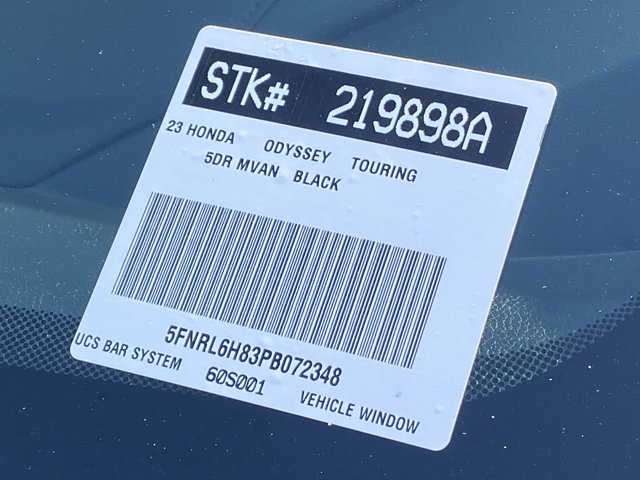 STK# 219898A
23 HONDA ODYSSEY TOURING
5DR MVAN BLACK
5FNRL6H83PB072348
UCS BAR SYSTEM 60S001 VEHICLE WINDOW